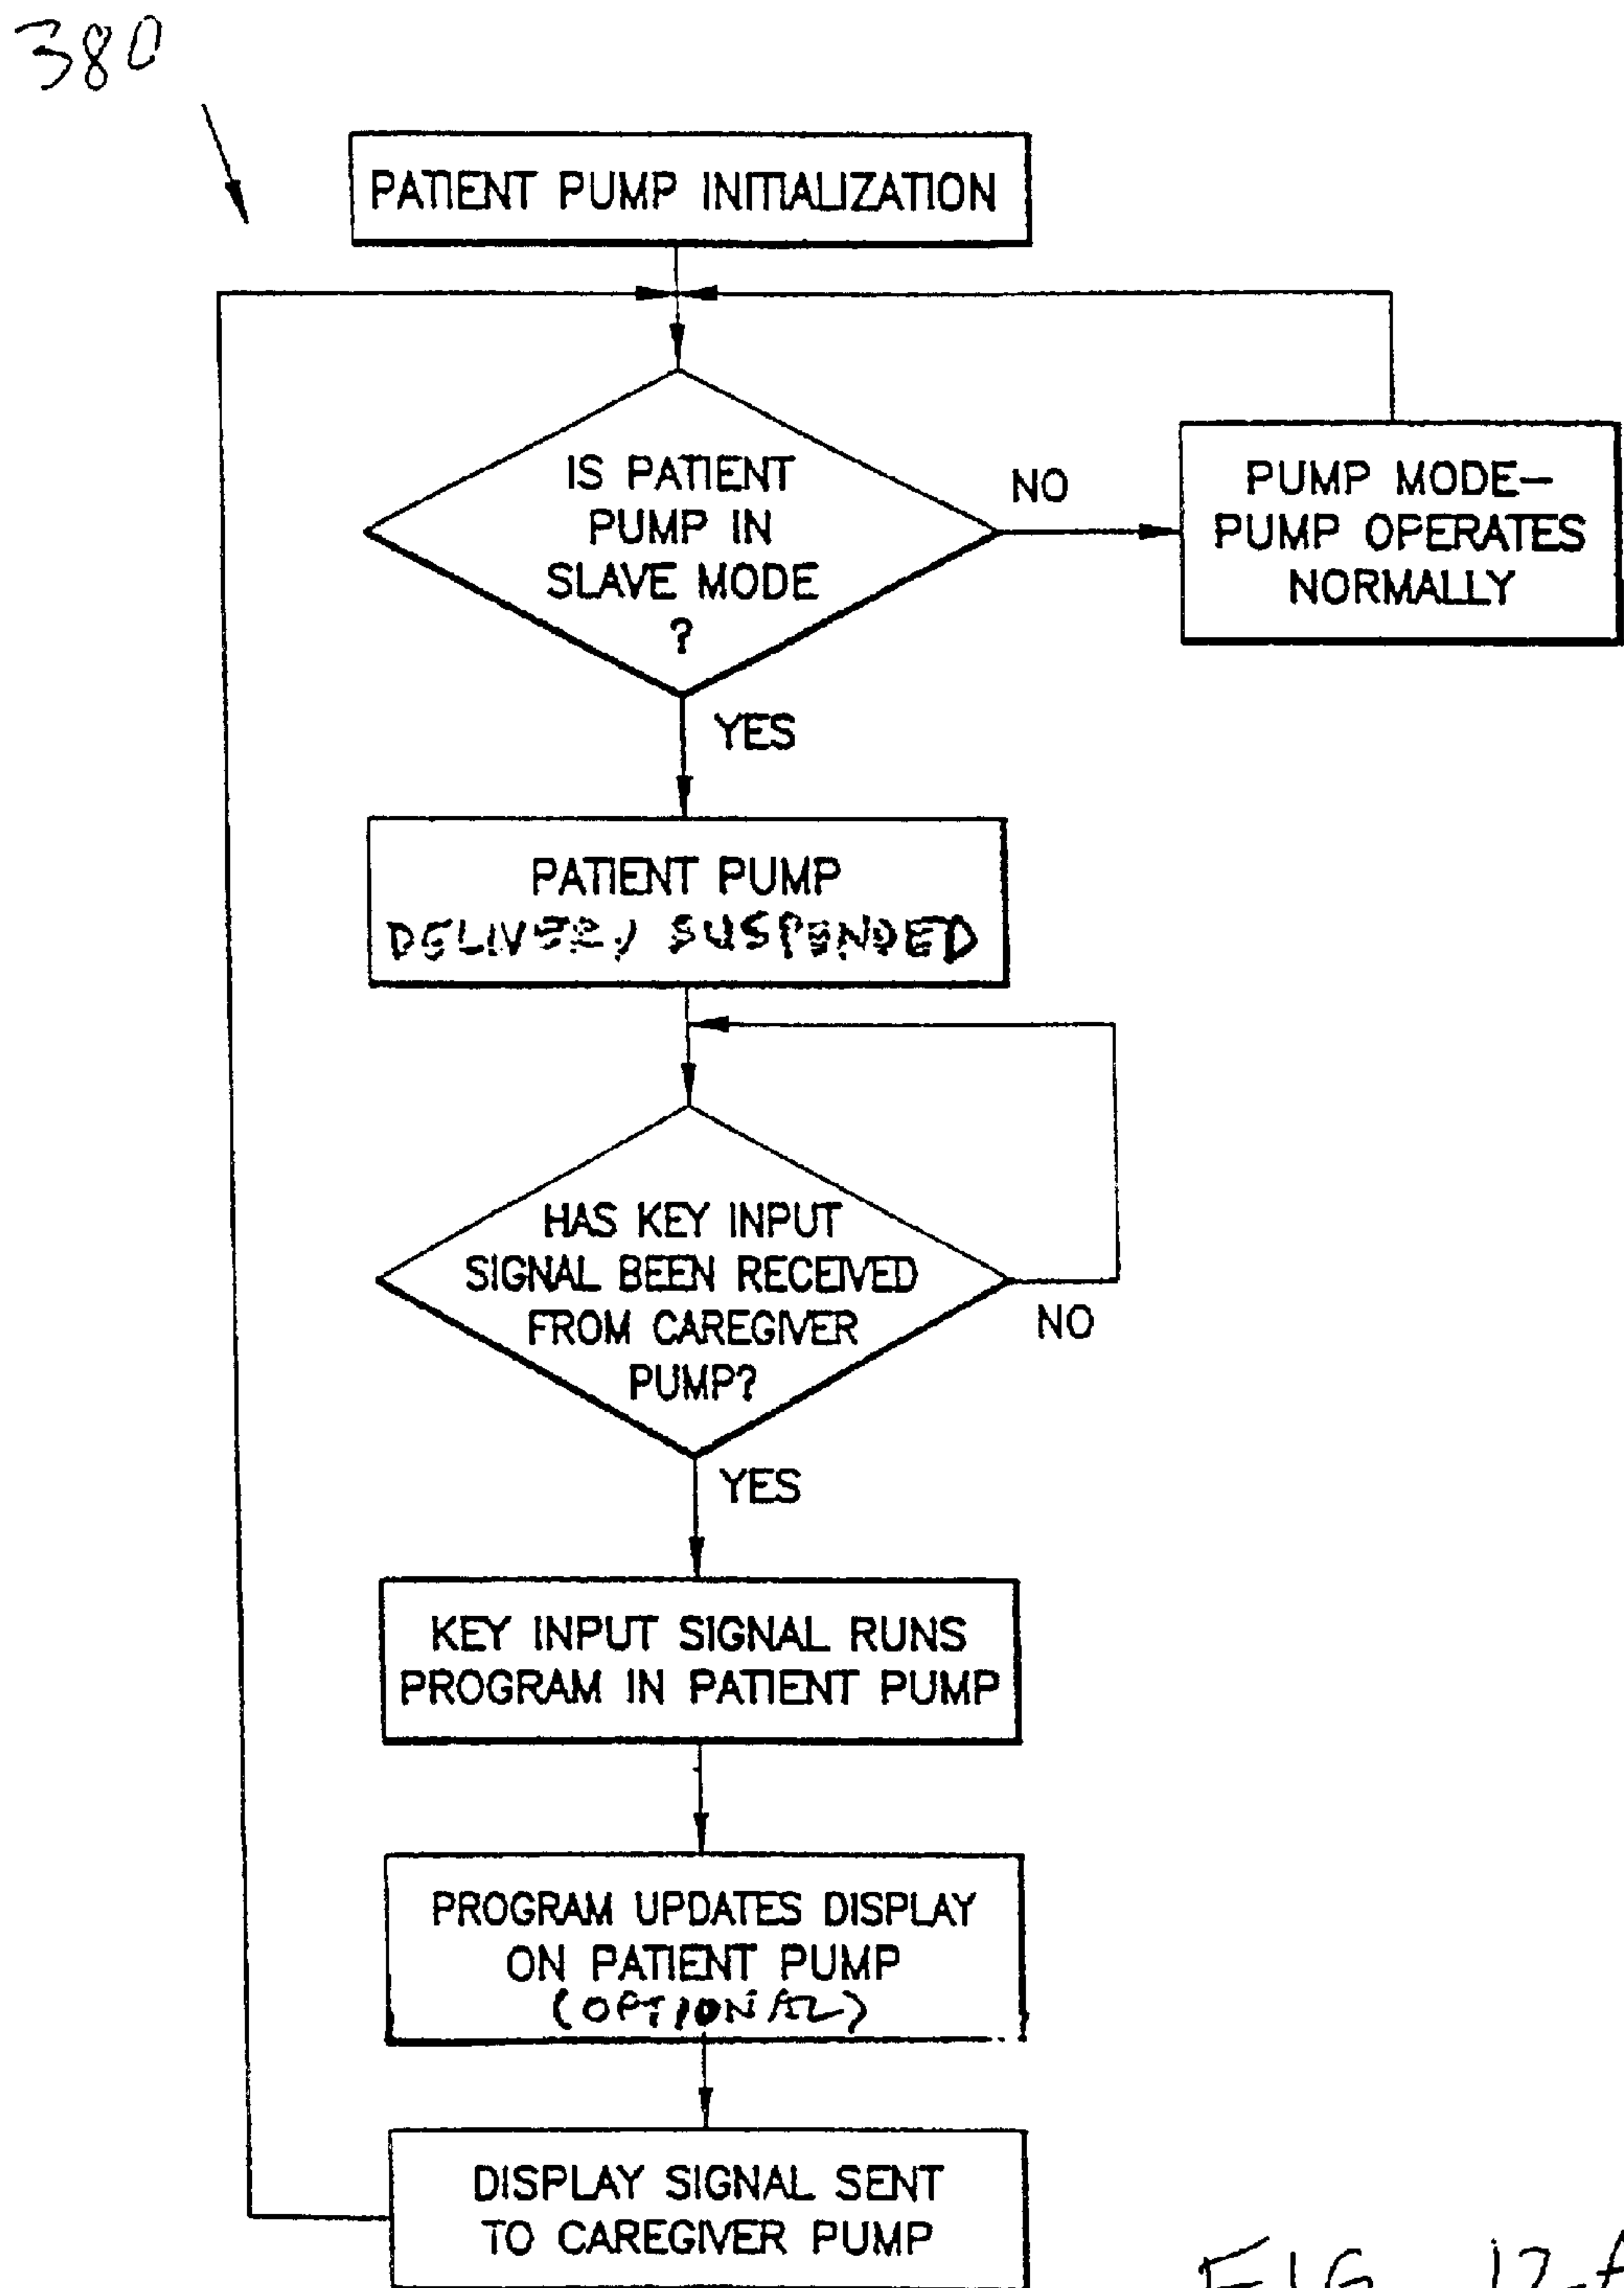 380
PATIENT PUMP INITIALIZATION
IS PATIENT
PUMP IN
SLAVE MODE
?
NO
PUMP MODE–
PUMP OPERATES
NORMALLY
YES
PATIENT PUMP
DELIVERY SUSPENDED
HAS KEY INPUT
SIGNAL BEEN RECEIVED
FROM CAREGIVER
PUMP?
NO
YES
KEY INPUT SIGNAL RUNS
PROGRAM IN PATIENT PUMP
PROGRAM UPDATES DISPLAY
ON PATIENT PUMP
(OPTIONAL)
DISPLAY SIGNAL SENT
TO CAREGIVER PUMP
FIG. 12A